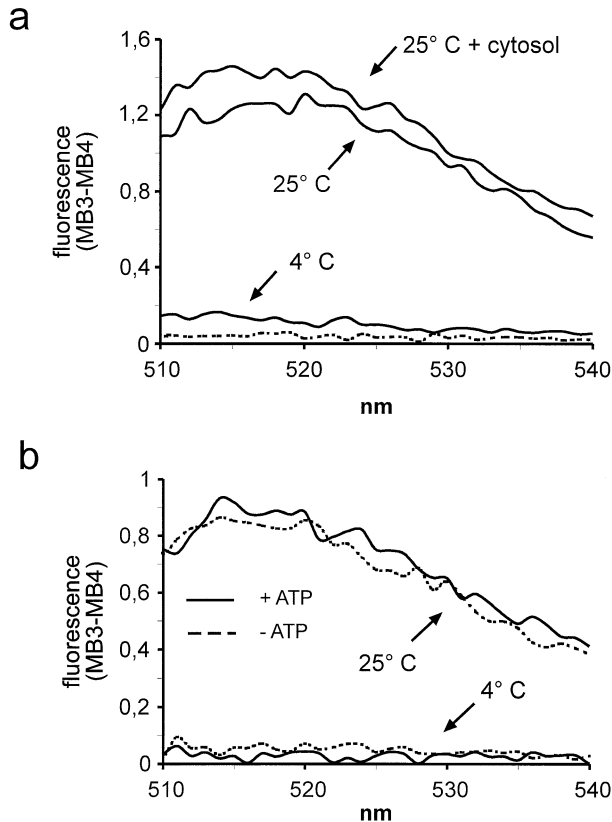 a
1,6
1,2
0,8
0,4
0
fluorescence
(MB3-MB4)
25° C + cytosol
25° C
4° C
510
520
530
540
nm
b
1
0,8
0,6
0,4
0,2
0
fluorescence
(MB3-MB4)
+ ATP
- ATP
25° C
4° C
510
520
530
540
nm